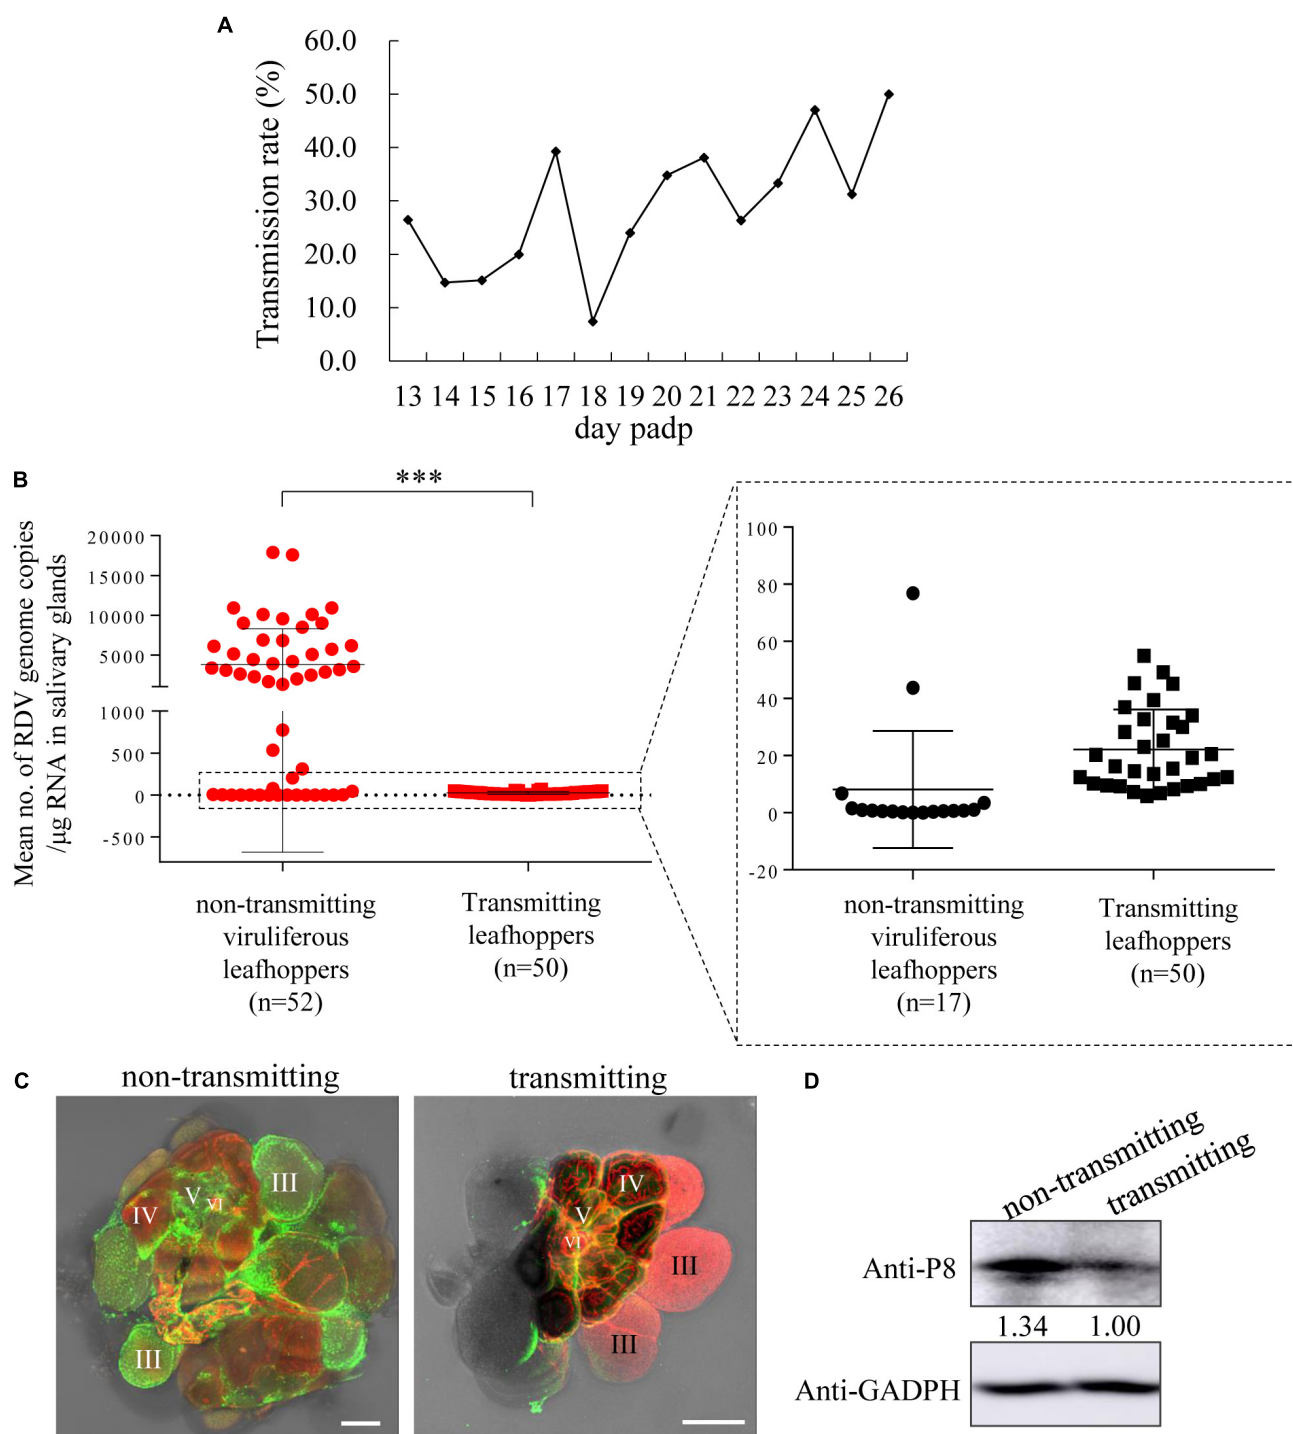 A
Transmission rate (%)
60.0
50.0
40.0
30.0
20.0
10.0
0.0
13 14 15 16 17 18 19 20 21 22 23 24 25 26
day padp
B
***
Mean no. of RDV genome copies
/μg RNA in salivary glands
20000
15000
10000
5000
1000
500
0
-500
non-transmitting
viruliferous
leafhoppers
(n=52)
Transmitting
leafhoppers
(n=50)
100
80
60
40
20
0
-20
non-transmitting
viruliferous
leafhoppers
(n=17)
Transmitting
leafhoppers
(n=50)
C
non-transmitting
III
V
VI
IV
III
transmitting
IV
V
VI
III
III
D
non-transmitting
transmitting
Anti-P8
1.34 1.00
Anti-GADPH